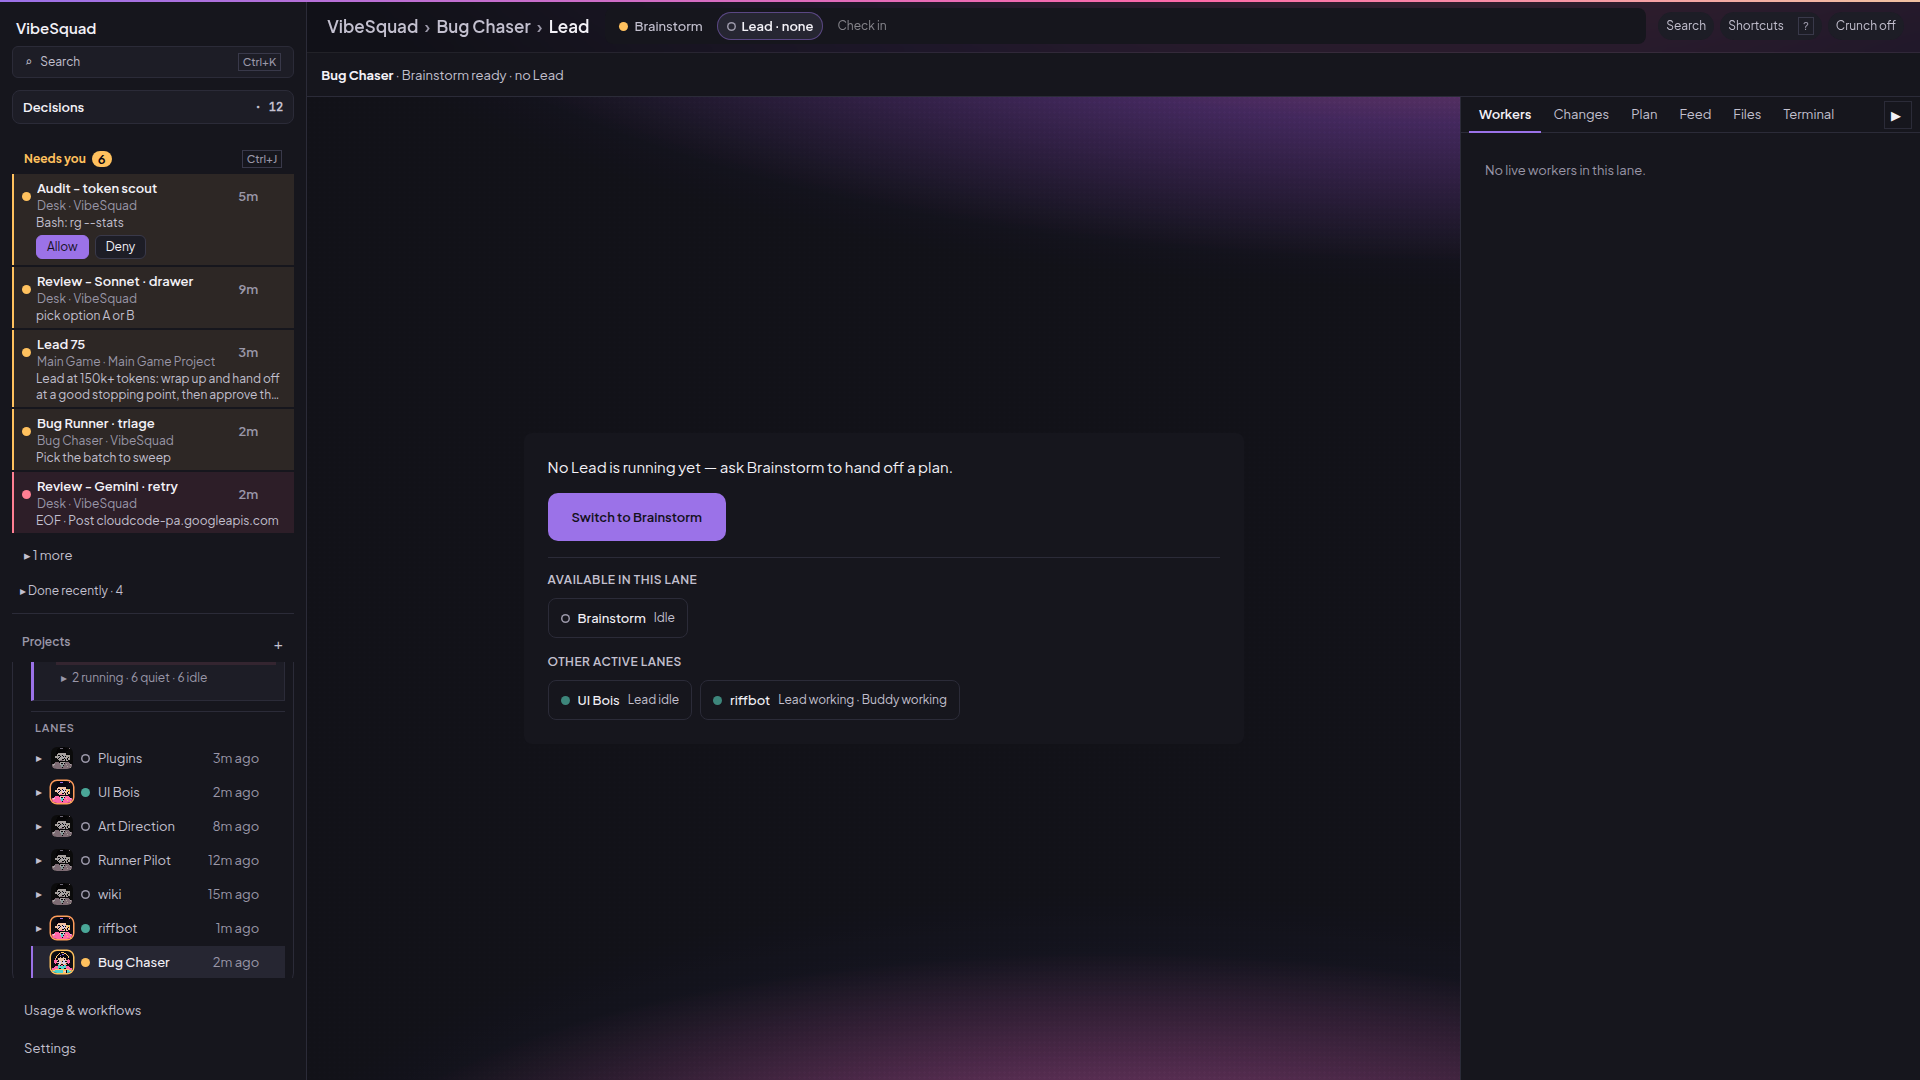 VibeSquad
Search Ctrl+K
Decisions · 12
Needs you 6 Ctrl+J
Audit – token scout 5m
Desk · VibeSquad
Bash: rg --stats
Allow Deny
Review – Sonnet · drawer 9m
Desk · VibeSquad
pick option A or B
Lead 75 3m
Main Game · Main Game Project
Lead at 150k+ tokens: wrap up and hand off
at a good stopping point, then approve th...
Bug Runner · triage 2m
Bug Chaser · VibeSquad
Pick the batch to sweep
Review – Gemini · retry 2m
Desk · VibeSquad
EOF · Post cloudcode-pa.googleapis.com
▸ 1 more
▸ Done recently · 4
Projects +
▸ 2 running · 6 quiet · 6 idle
LANES
▸ Plugins 3m ago
▸ UI Bois 2m ago
▸ Art Direction 8m ago
▸ Runner Pilot 12m ago
▸ wiki 15m ago
▸ riffbot 1m ago
Bug Chaser 2m ago
Usage & workflows
Settings
VibeSquad › Bug Chaser › Lead
Brainstorm Lead · none Check in
Search Shortcuts ? Crunch off
Bug Chaser · Brainstorm ready · no Lead
No Lead is running yet — ask Brainstorm to hand off a plan.
Switch to Brainstorm
AVAILABLE IN THIS LANE
Brainstorm Idle
OTHER ACTIVE LANES
UI Bois Lead idle
riffbot Lead working · Buddy working
Workers Changes Plan Feed Files Terminal ▶
No live workers in this lane.